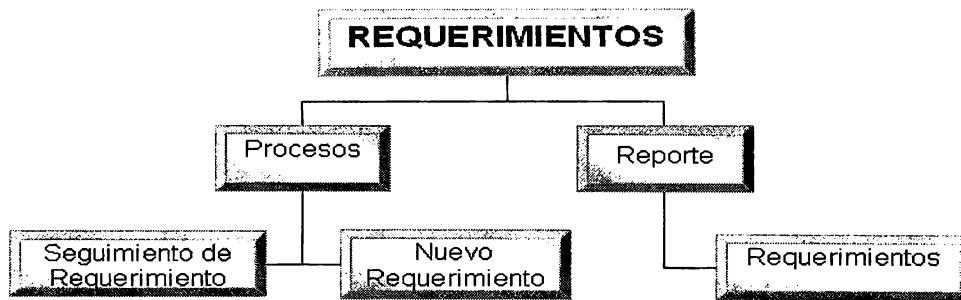 REQUERIMIENTOS
Procesos
Reporte
Seguimiento de
Requerimiento
Nuevo
Requerimiento
Requerimientos